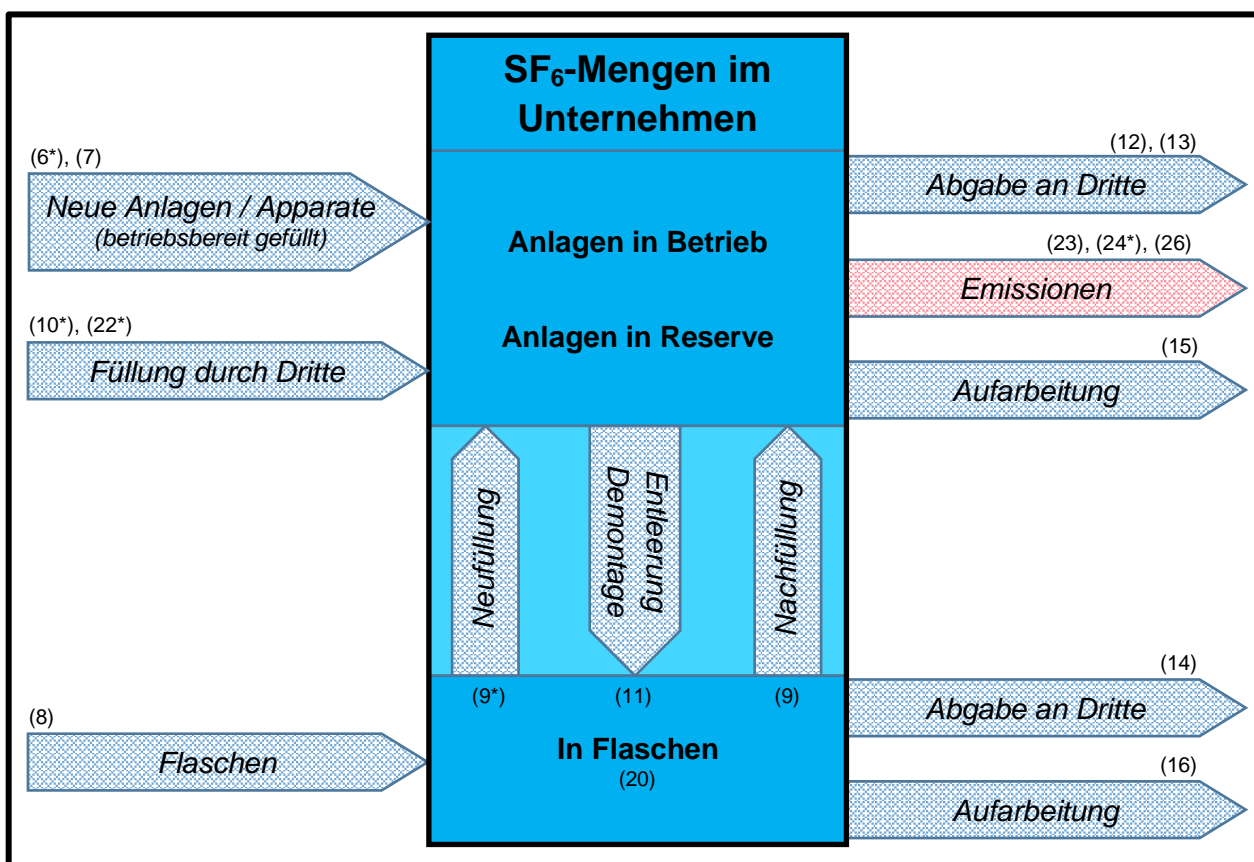 SF₆-Mengen im
Unternehmen
(6*), (7)
Neue Anlagen / Apparate
(betriebsbereit gefüllt)
(10*), (22*)
Füllung durch Dritte
Anlagen in Betrieb
Anlagen in Reserve
(12), (13)
Abgabe an Dritte
(23), (24*), (26)
Emissionen
(15)
Aufarbeitung
Neufüllung
Entleerung
Demontage
Nachfüllung
(9*)
(11)
(9)
(8)
Flaschen
In Flaschen
(20)
(14)
Abgabe an Dritte
(16)
Aufarbeitung